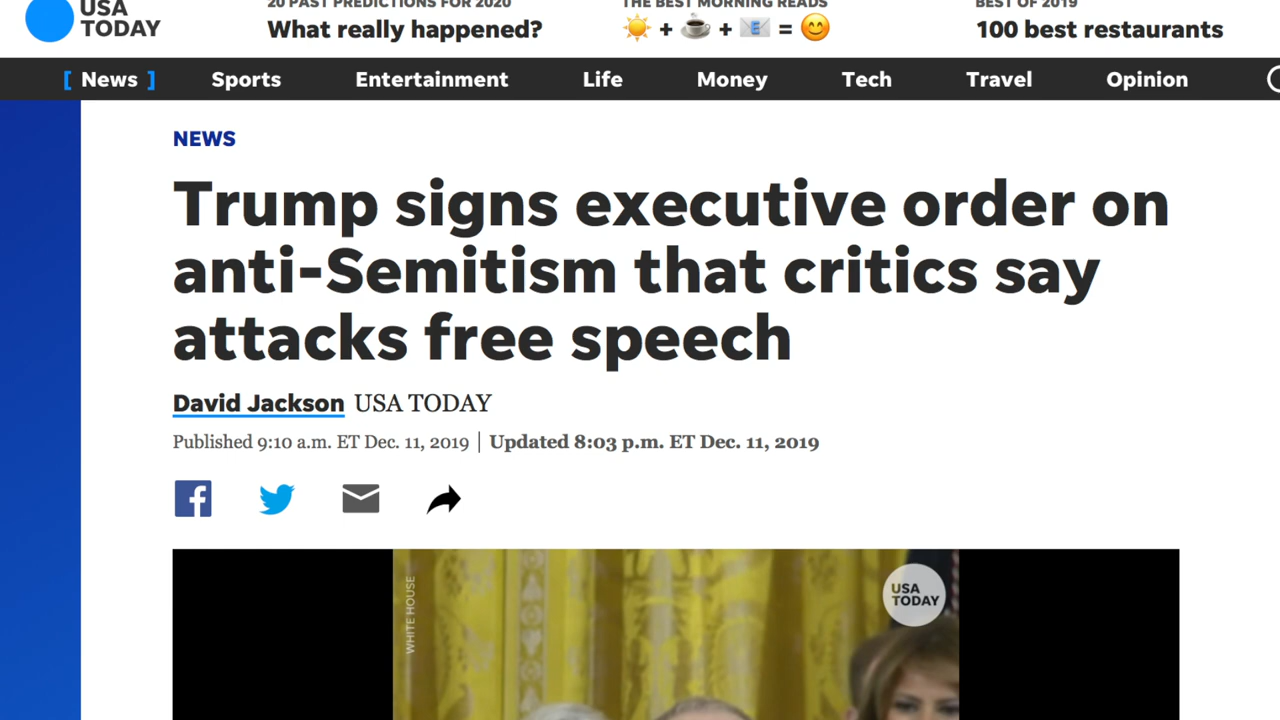 USA
TODAY
20 PAST PREDICTIONS FOR 2020
What really happened?
THE BEST MORNING READS
+ + =
BEST OF 2019
100 best restaurants
[ News ] Sports Entertainment Life Money Tech Travel Opinion
NEWS
Trump signs executive order on
anti-Semitism that critics say
attacks free speech
David Jackson USA TODAY
Published 9:10 a.m. ET Dec. 11, 2019 | Updated 8:03 p.m. ET Dec. 11, 2019
WHITE HOUSE
USA
TODAY